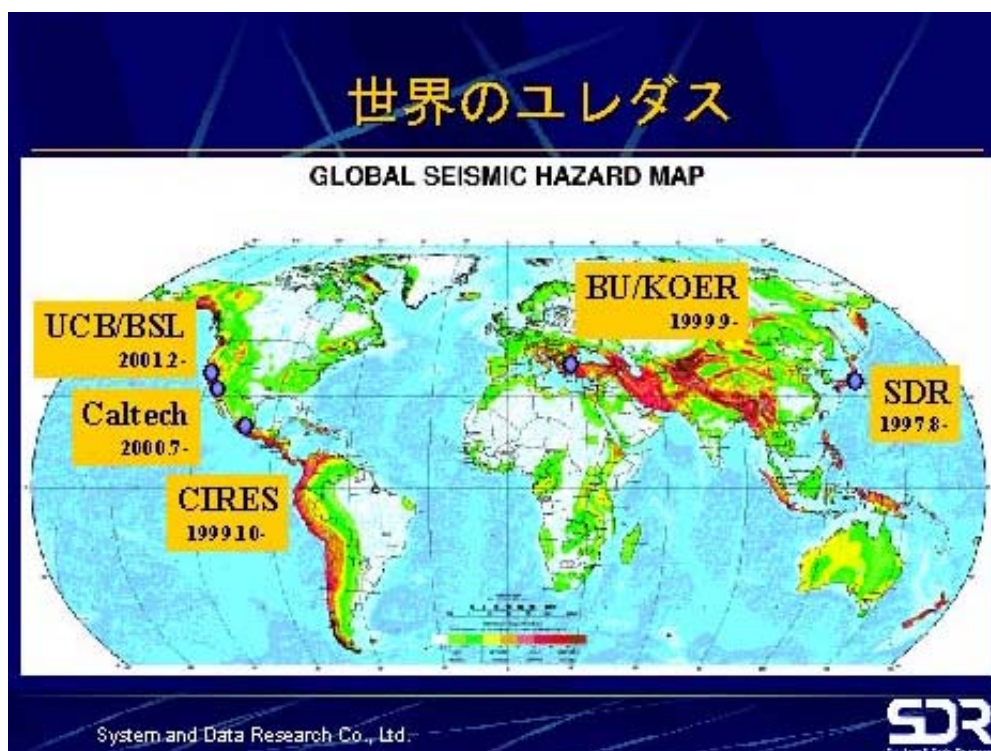 世界のユレダス
GLOBAL SEISMIC HAZARD MAP
BU/KOER
1999.9-
UCB/BSL
2001.2-
SDR
1997.8-
Caltech
2000.7-
CIRES
1999.10-
System and Data Research Co., Ltd.
SDR